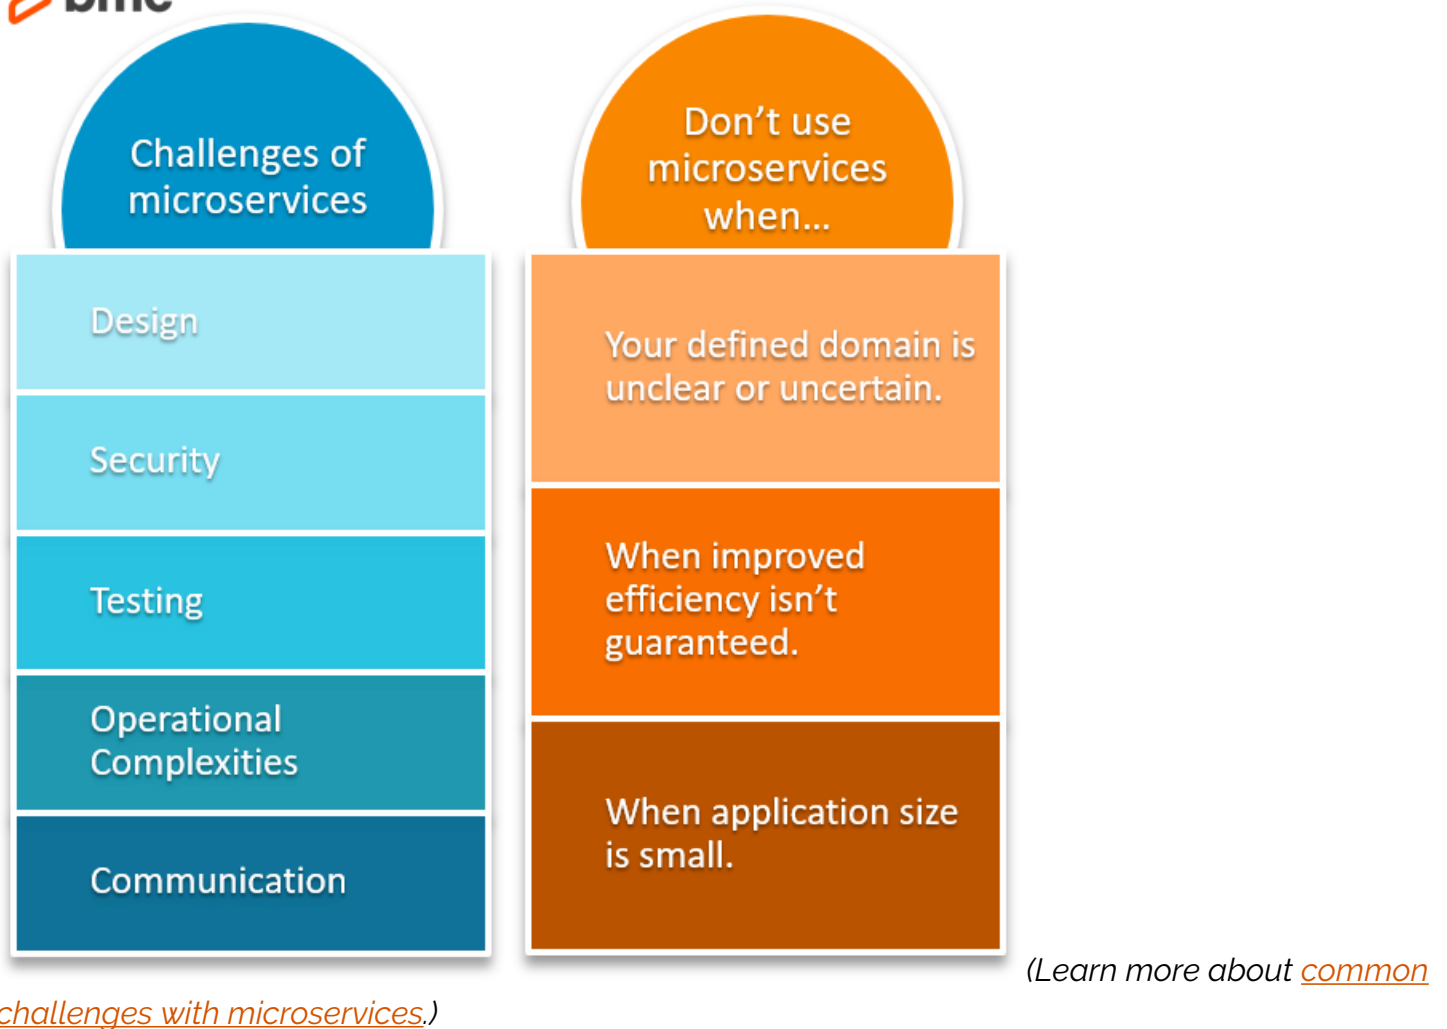 bmc
Challenges of
microservices
Design
Security
Testing
Operational
Complexities
Communication
Don’t use
microservices
when...
Your defined domain is
unclear or uncertain.
When improved
efficiency isn’t
guaranteed.
When application size
is small.
(Learn more about common
challenges with microservices.)